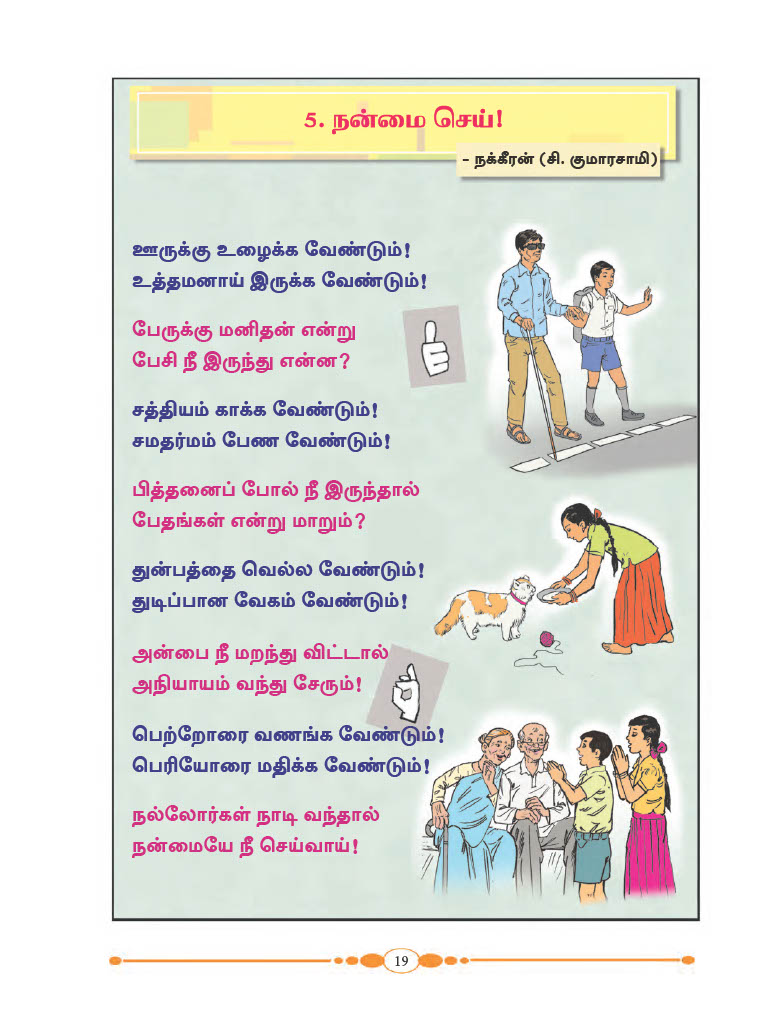 5. நன்மை செய்!
- நக்கீரன் (சி. குமாரசாமி)
ஊருக்கு உழைக்க வேண்டும்!
உத்தமனாய் இருக்க வேண்டும்!
பேருக்கு மனிதன் என்று
பேசி நீ இருந்து என்ன?
சத்தியம் காக்க வேண்டும்!
சமதர்மம் பேண வேண்டும்!
பித்தனைப் போல் நீ இருந்தால்
பேதங்கள் என்று மாறும்?
துன்பத்தை வெல்ல வேண்டும்!
துடிப்பான வேகம் வேண்டும்!
அன்பை நீ மறந்து விட்டால்
அநியாயம் வந்து சேரும்!
பெற்றோரை வணங்க வேண்டும்!
பெரியோரை மதிக்க வேண்டும்!
நல்லோர்கள் நாடி வந்தால்
நன்மையே நீ செய்வாய்!
19